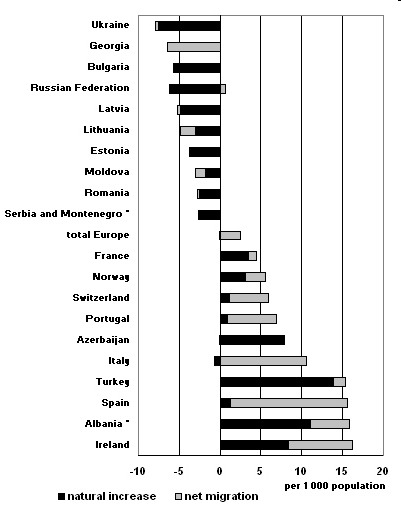 Ukraine
Georgia
Bulgaria
Russian Federation
Latvia
Lithuania
Estonia
Moldova
Romania
Serbia and Montenegro *
total Europe
France
Norway
Switzerland
Portugal
Azerbaijan
Italy
Turkey
Spain
Albania *
Ireland
-10 -5 0 5 10 15 20
per 1 000 population
natural increase net migration